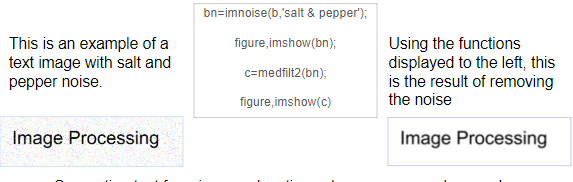 This is an example of a
text image with salt and
pepper noise.
Image Processing
bn=imnoise(b,'salt & pepper');
figure,imshow(bn);
c=medfilt2(bn);
figure,imshow(c)
Using the functions
displayed to the left, this
is the result of removing
the noise
Image Processing